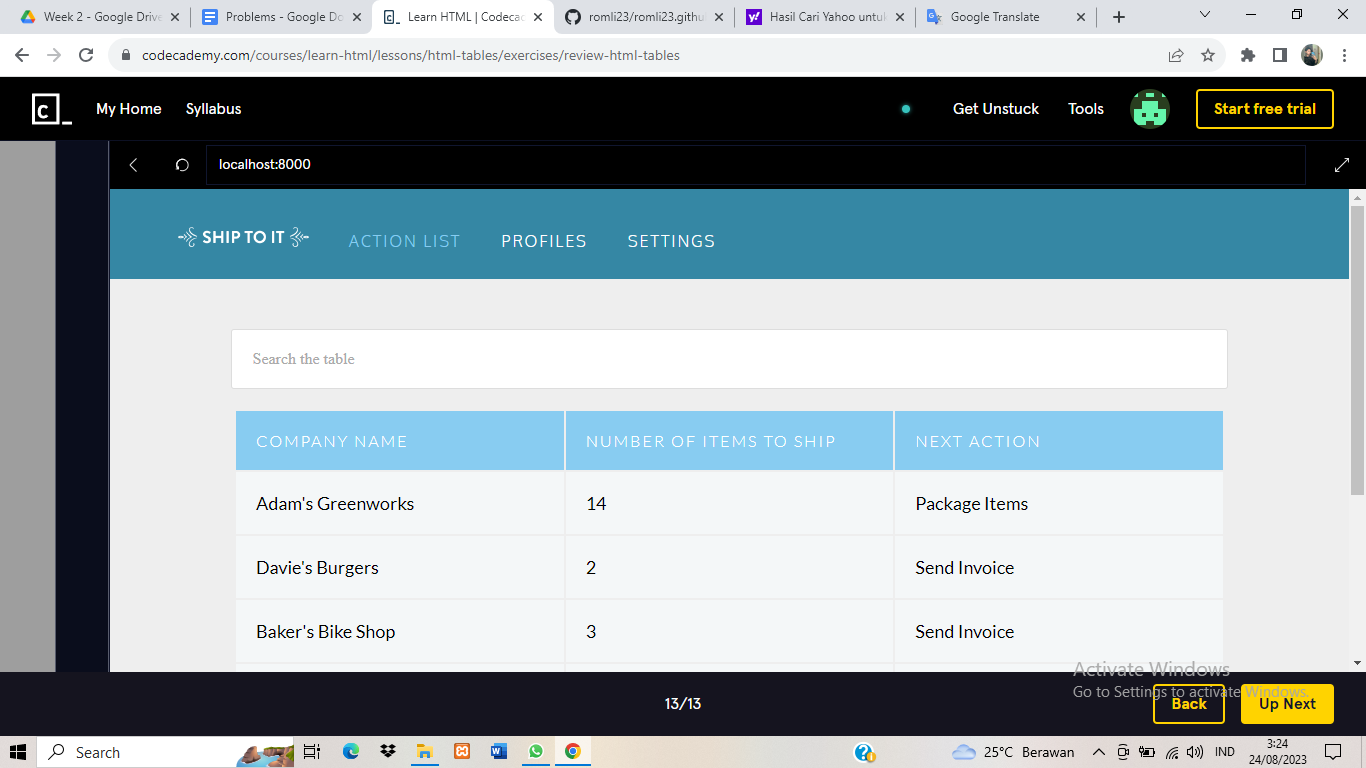 Week 2 - Google Drive
Problems - Google Do
Learn HTML | Codecac
romli23/romli23.githu
Hasil Cari Yahoo untuk
Google Translate
codecademy.com/courses/learn-html/lessons/html-tables/exercises/review-html-tables
c_ My Home Syllabus Get Unstuck Tools Start free trial
localhost:8000
SHIP TO IT ACTION LIST PROFILES SETTINGS
Search the table
COMPANY NAME NUMBER OF ITEMS TO SHIP NEXT ACTION
Adam's Greenworks 14 Package Items
Davie's Burgers 2 Send Invoice
Baker's Bike Shop 3 Send Invoice
Activate Windows
Go to Settings to activate Windows.
13/13 Back Up Next
Search 25°C Berawan IND 3:24
24/08/2023